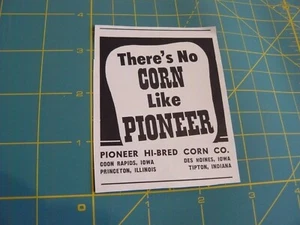 There's No
CORN
Like
PIONEER
PIONEER HI-BRED CORN CO.
COON RAPIDS, IOWA DES MOINES, IOWA
PRINCETON, ILLINOIS TIPTON, INDIANA